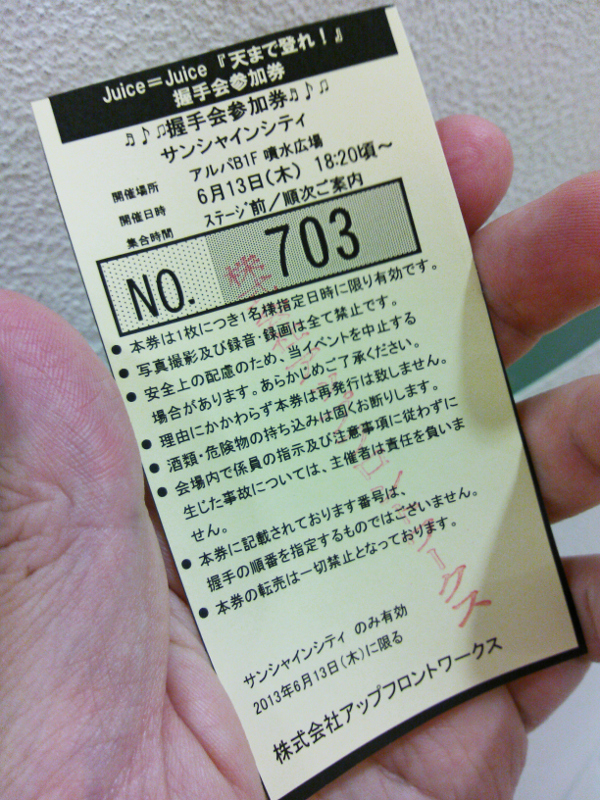 Juice=Juice『天まで登れ！』
握手会参加券
♬♪♫握手会参加券♬♪♫
サンシャインシティ
開催場所 アルパB1F 噴水広場
開催日時 6月13日(木) 18:20頃〜
集合時間 ステージ前／順次ご案内
NO. 703
● 本券は1枚につき1名様指定日時に限り有効です。
● 写真撮影及び録音・録画は全て禁止です。
● 安全上の配慮のため、当イベントを中止する
場合があります。あらかじめご了承ください。
● 理由にかかわらず本券は再発行は致しません。
● 酒類・危険物の持ち込みは固くお断りします。
● 会場内で係員の指示及び注意事項に従わずに
生じた事故については、主催者は責任を負いま
せん。
● 本券に記載されております番号は、
握手の順番を指定するものではございません。
● 本券の転売は一切禁止となっております。
サンシャインシティ のみ有効
2013年6月13日(木)に限る
株式会社アップフロントワークス